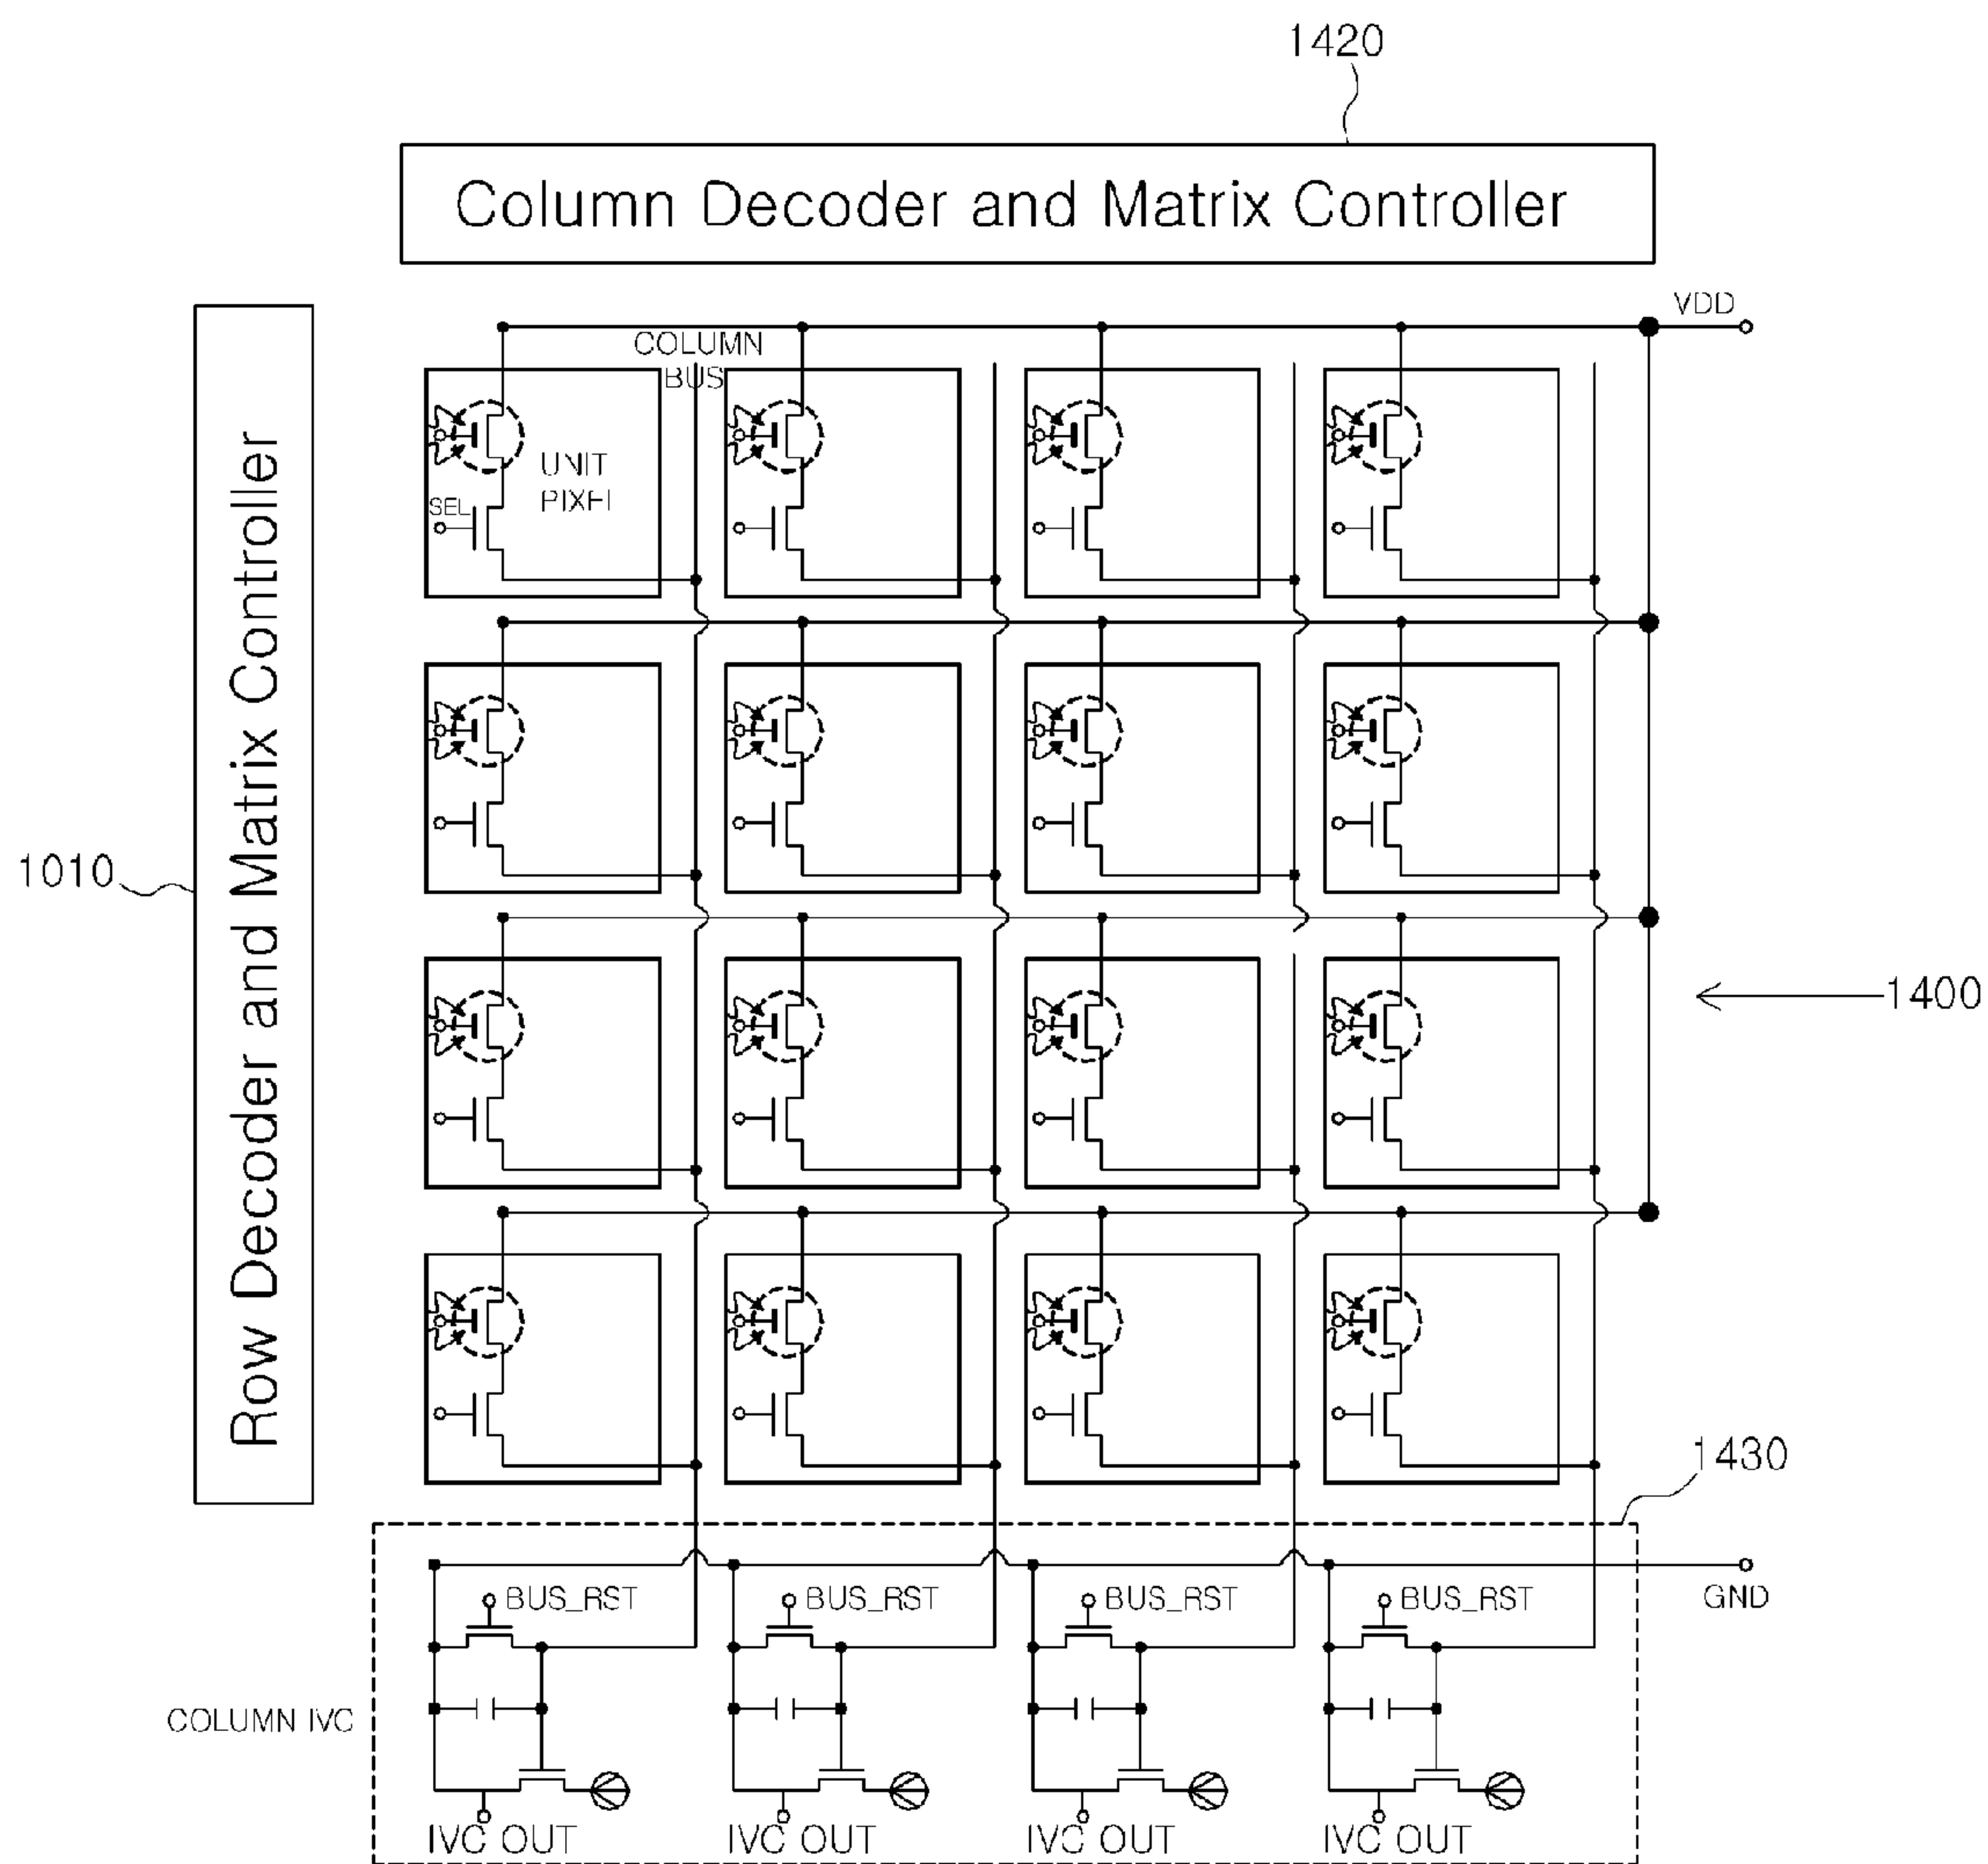 1420
Column Decoder and Matrix Controller
VDD
COLUMN
BUS
UNIT
PIXFI
SEL
Row Decoder and Matrix Controller
1010
1400
1430
GND
BUS_RST
BUS_RST
BUS_RST
BUS_RST
COLUMN IVC
IVC OUT
IVC OUT
IVC OUT
IVC OUT